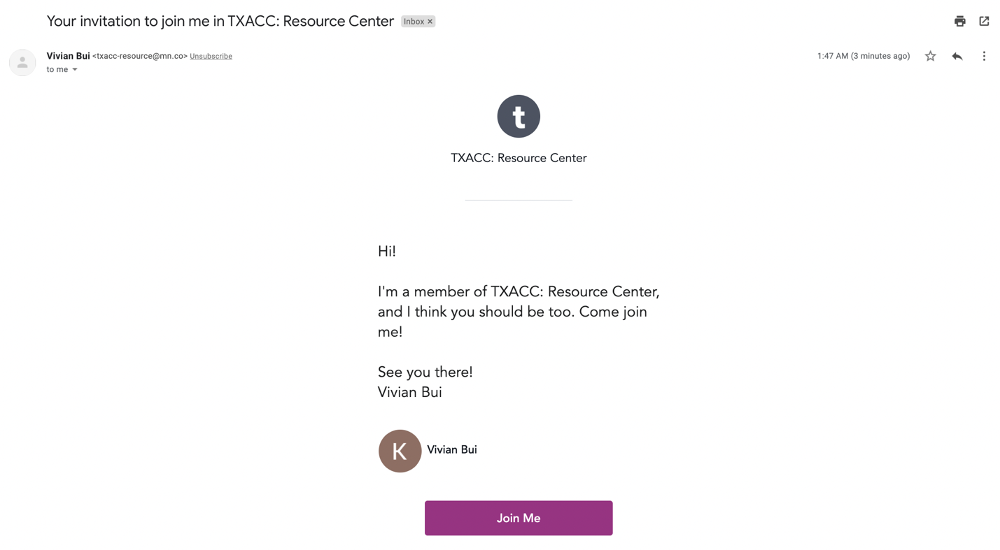 Your invitation to join me in TXACC: Resource Center Inbox ×
Vivian Bui <txacc-resource@mn.co> Unsubscribe 1:47 AM (3 minutes ago)
to me
t
TXACC: Resource Center
Hi!
I'm a member of TXACC: Resource Center,
and I think you should be too. Come join
me!
See you there!
Vivian Bui
K Vivian Bui
Join Me